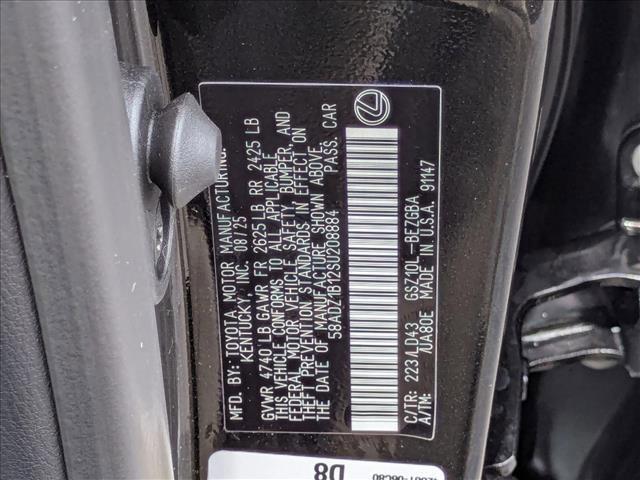 MFD. BY: TOYOTA MOTOR MANUFACTURING,
KENTUCKY, INC. 08/25
GVWR 4740 LB GAWR FR 2625 LB RR 2425 LB
THIS VEHICLE CONFORMS TO ALL APPLICABLE
FEDERAL MOTOR VEHICLE SAFETY, BUMPER, AND
THEFT PREVENTION STANDARDS IN EFFECT ON
THE DATE OF MANUFACTURE SHOWN ABOVE.
58ADZ1B12SU208884 PASS. CAR
C/TR: 223/LD43 GSZ10L-BEZGBA
A/TM: /UA80E MADE IN U.S.A. 91147
D8